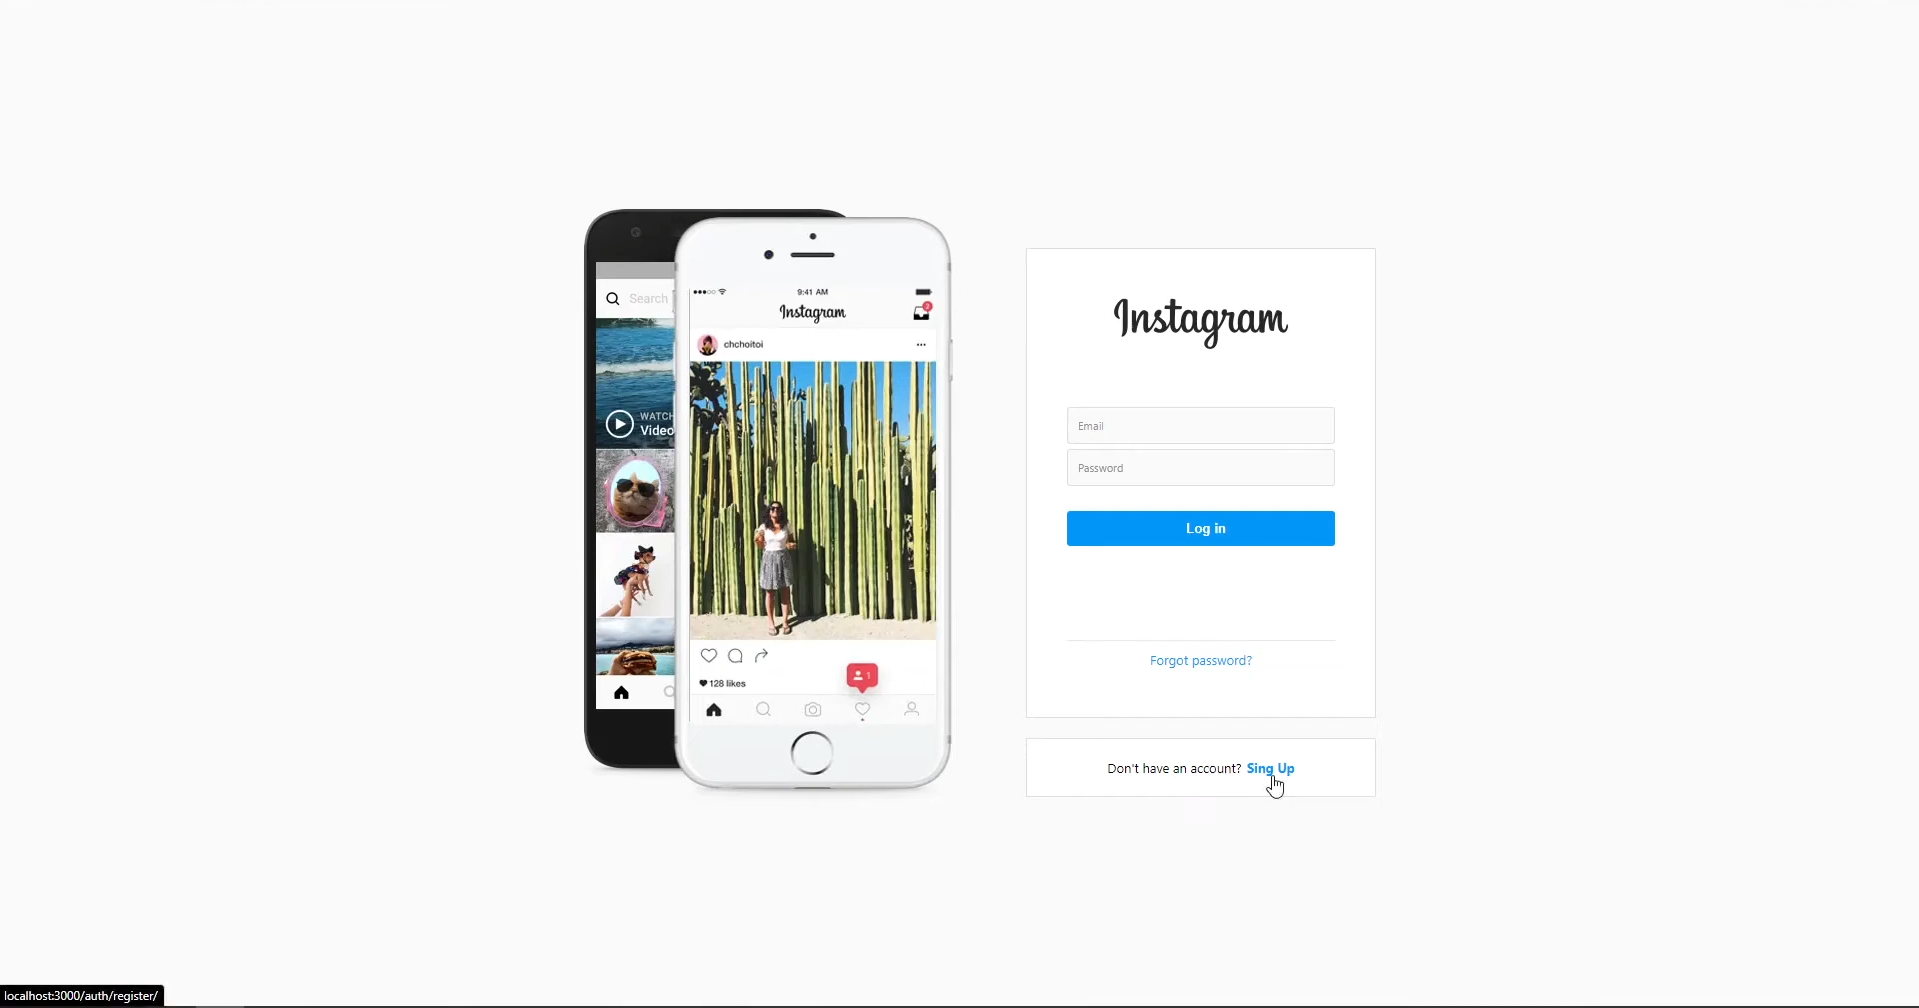 Search
WATCH
Video
9:41 AM
Instagram
2
chchoitoi
128 likes
1
Instagram
Email
Password
Log in
Forgot password?
Don't have an account? Sing Up
localhost:3000/auth/register/